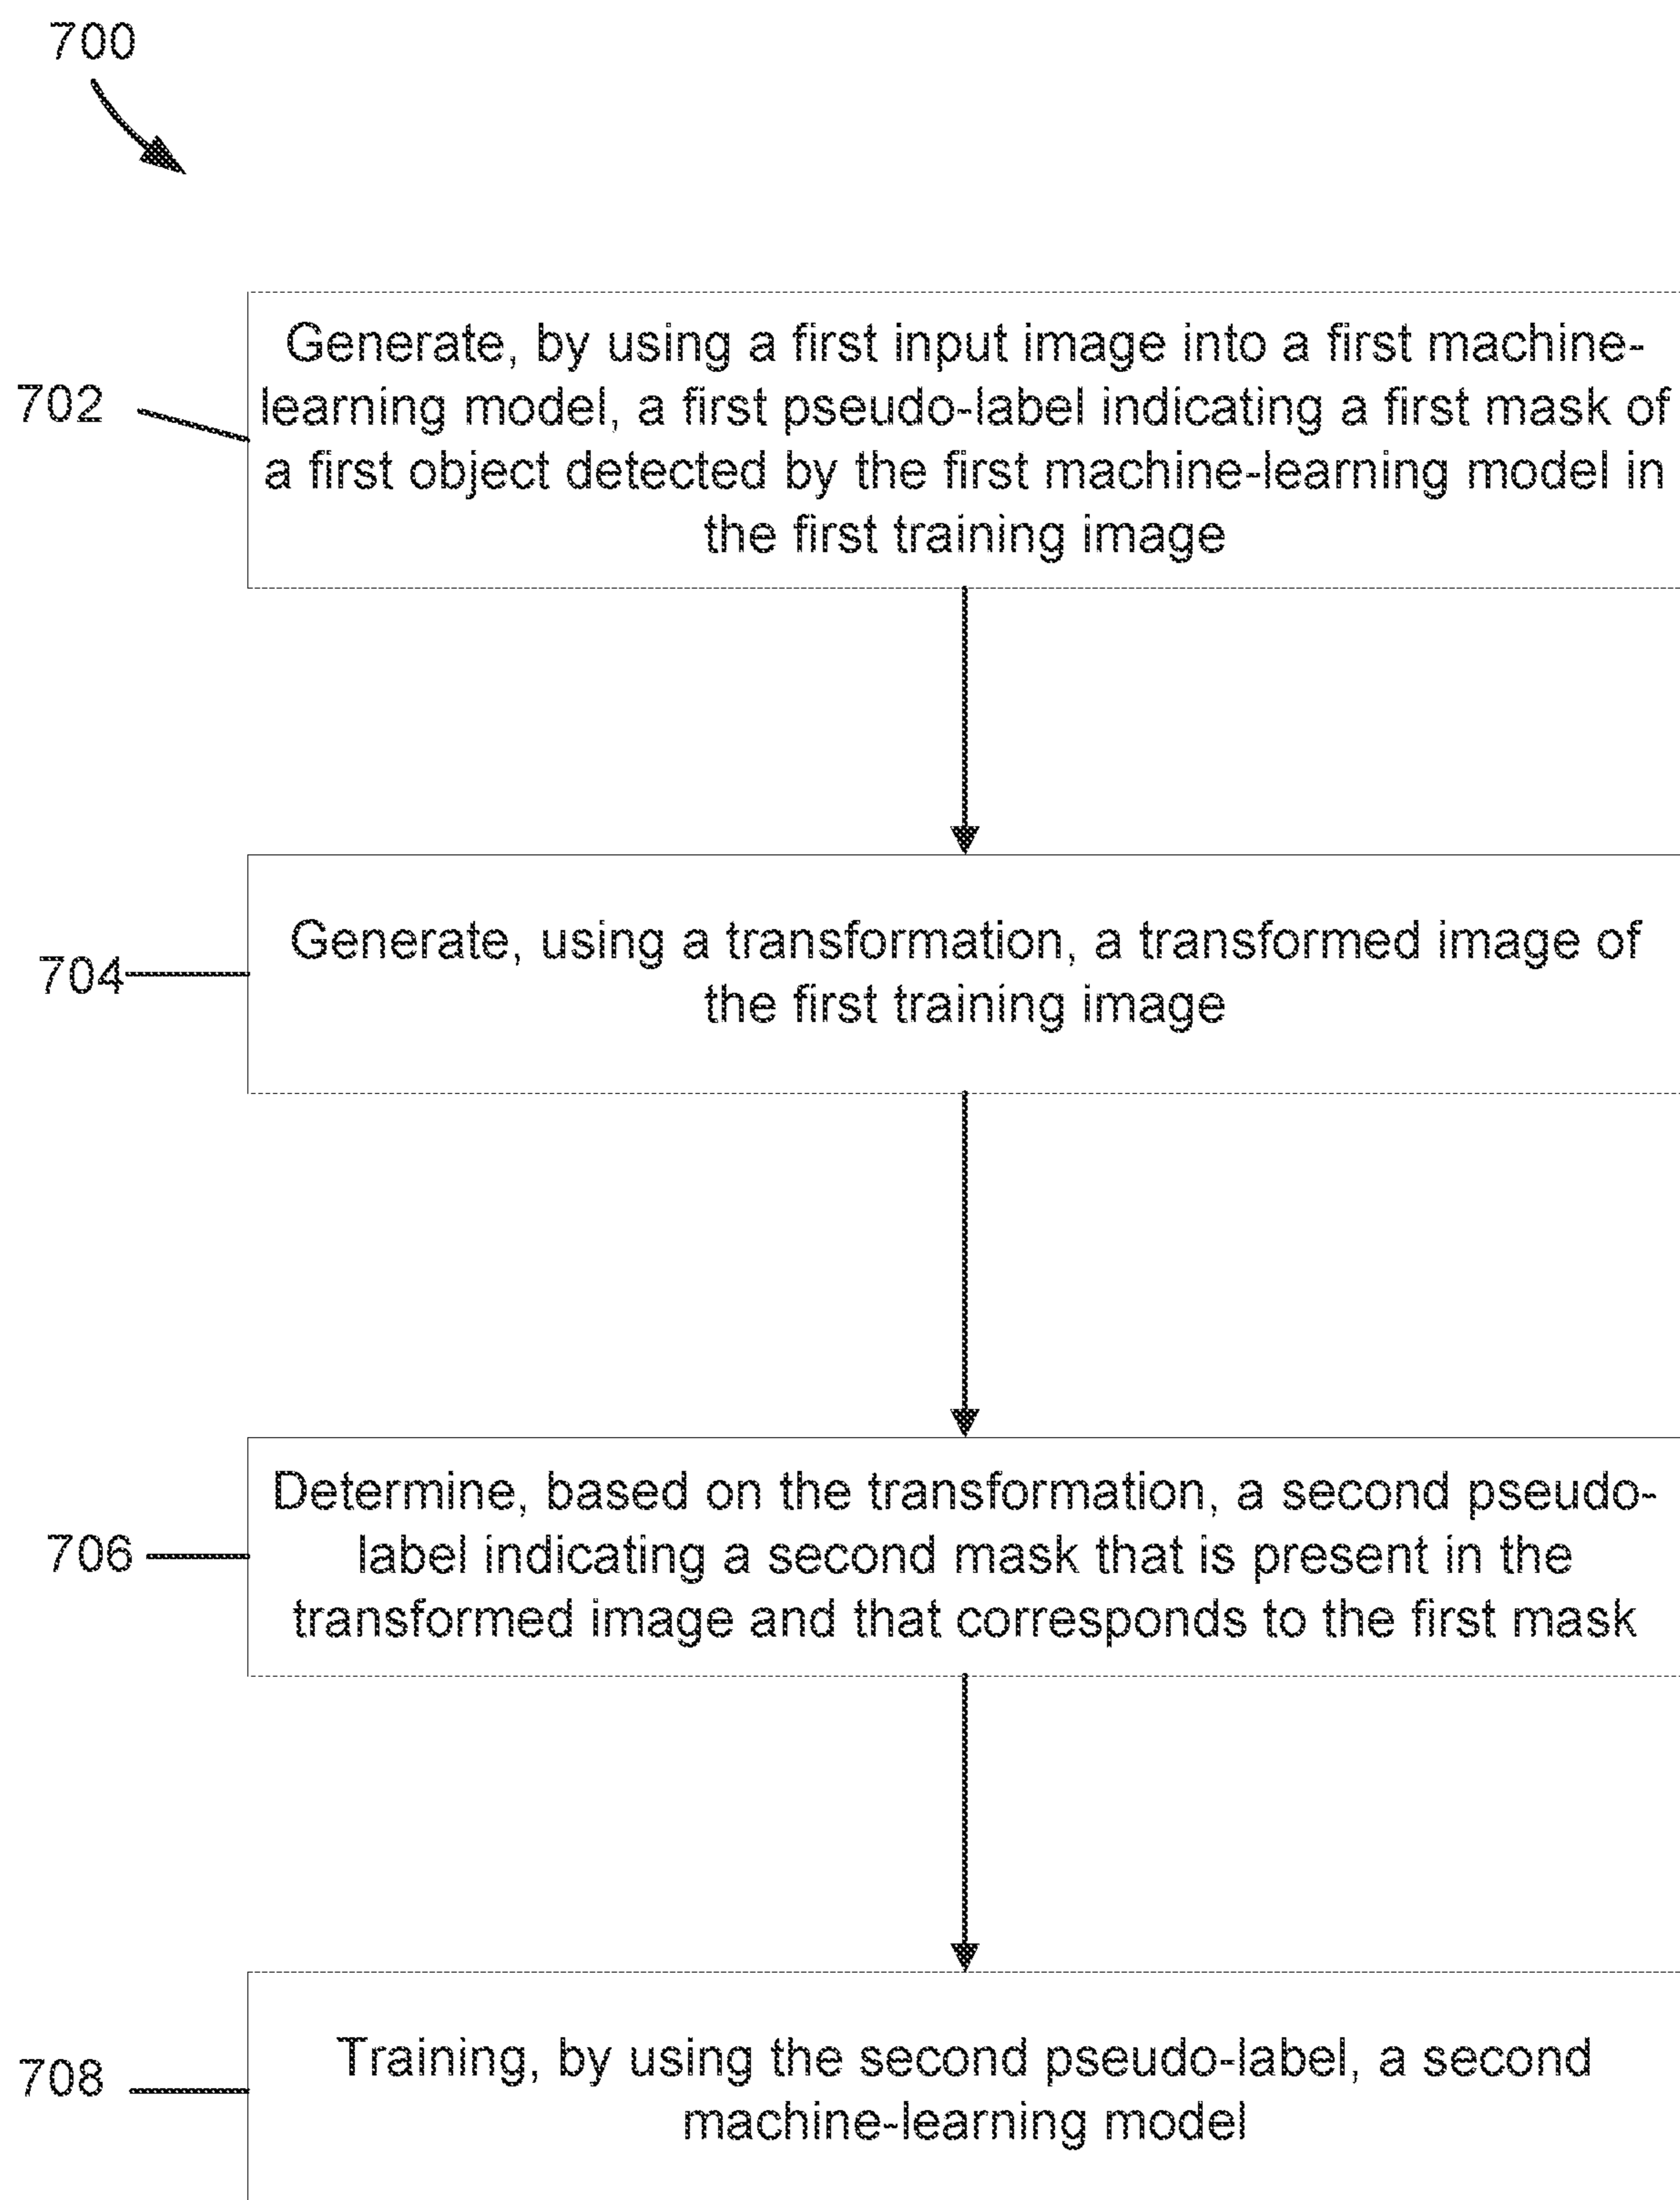 700
702
Generate, by using a first input image into a first machine-
learning model, a first pseudo-label indicating a first mask of
a first object detected by the first machine-learning model in
the first training image
704
Generate, using a transformation, a transformed image of
the first training image
706
Determine, based on the transformation, a second pseudo-
label indicating a second mask that is present in the
transformed image and that corresponds to the first mask
708
Training, by using the second pseudo-label, a second
machine-learning model